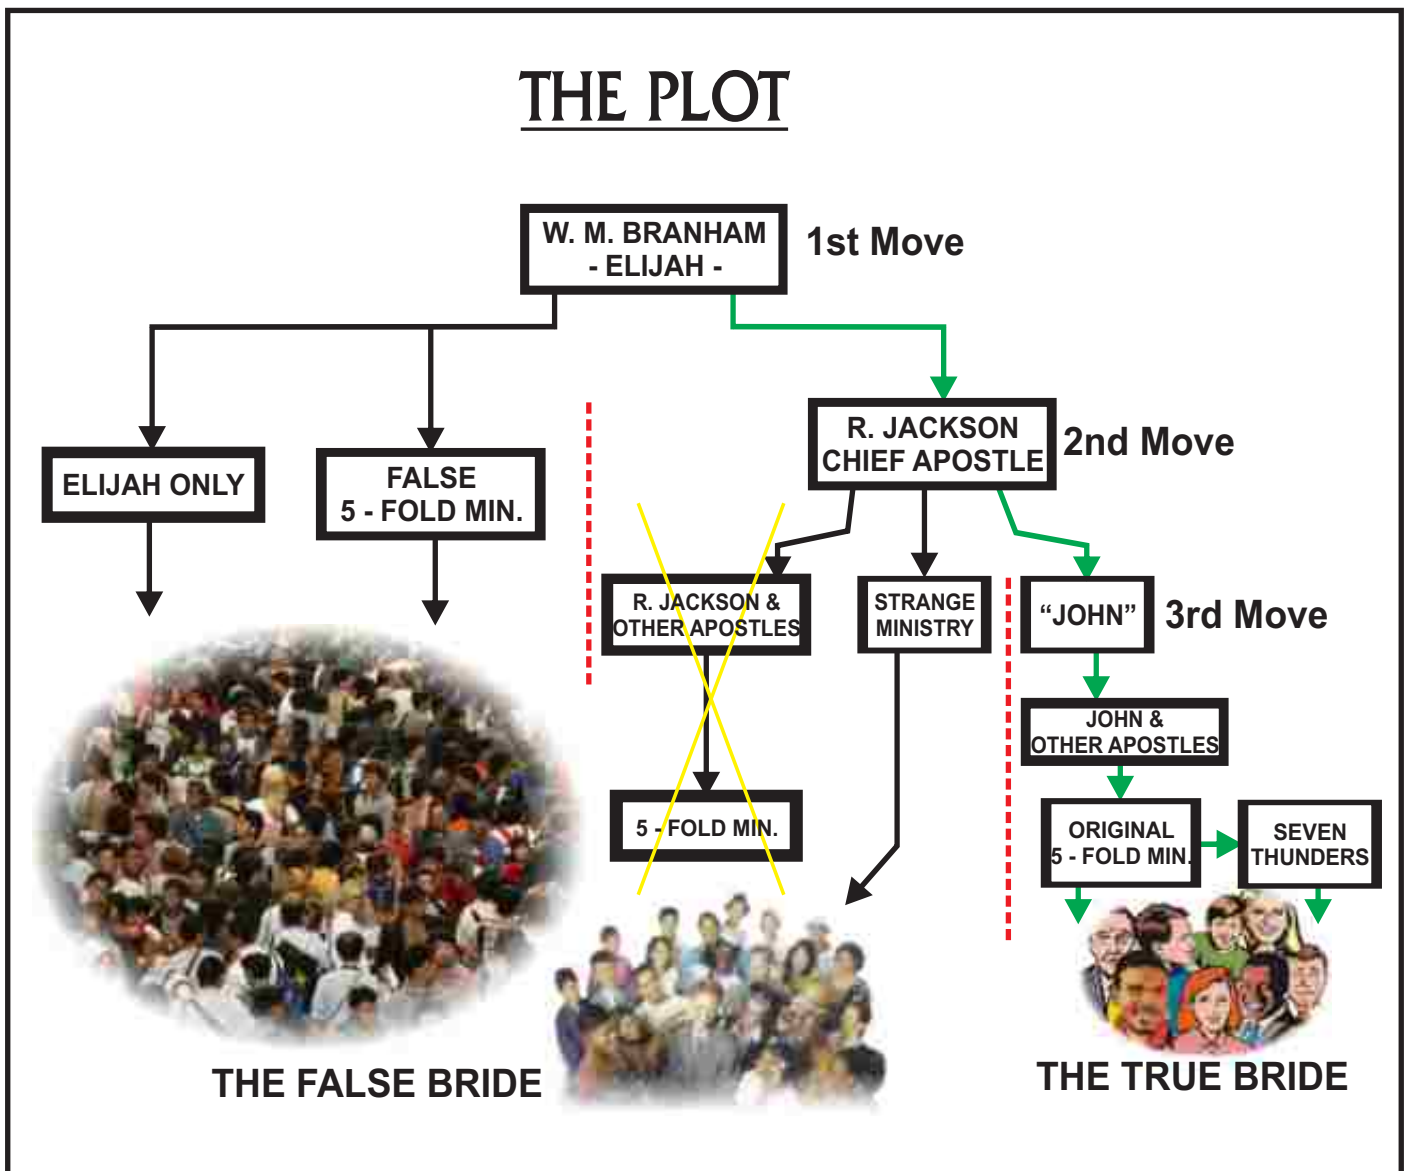 THE PLOT
W. M. BRANHAM
- ELIJAH -
1st Move
R. JACKSON
CHIEF APOSTLE
2nd Move
ELIJAH ONLY
FALSE
5 - FOLD MIN.
R. JACKSON &
OTHER APOSTLES
STRANGE
MINISTRY
“JOHN”
3rd Move
JOHN &
OTHER APOSTLES
5 - FOLD MIN.
ORIGINAL
5 - FOLD MIN.
SEVEN
THUNDERS
THE FALSE BRIDE
THE TRUE BRIDE